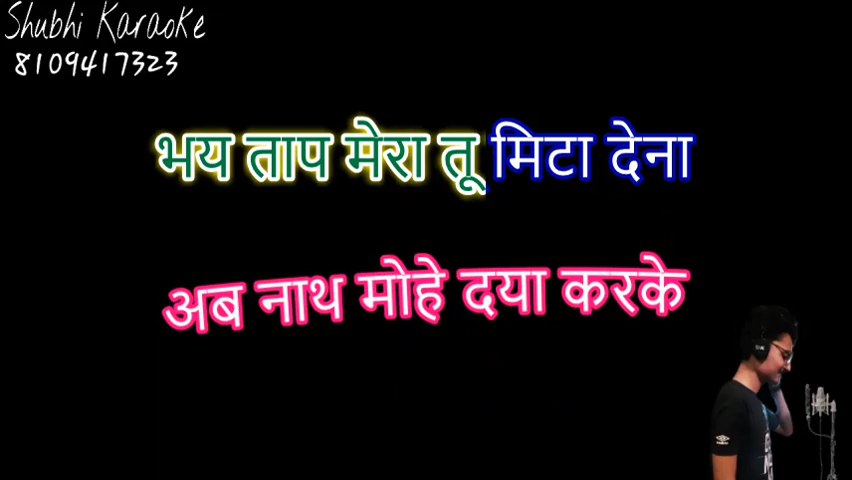 Shubhi Karaoke
8109417323
भय ताप मेरा तू मिटा देना
अब नाथ मोहे दया करके